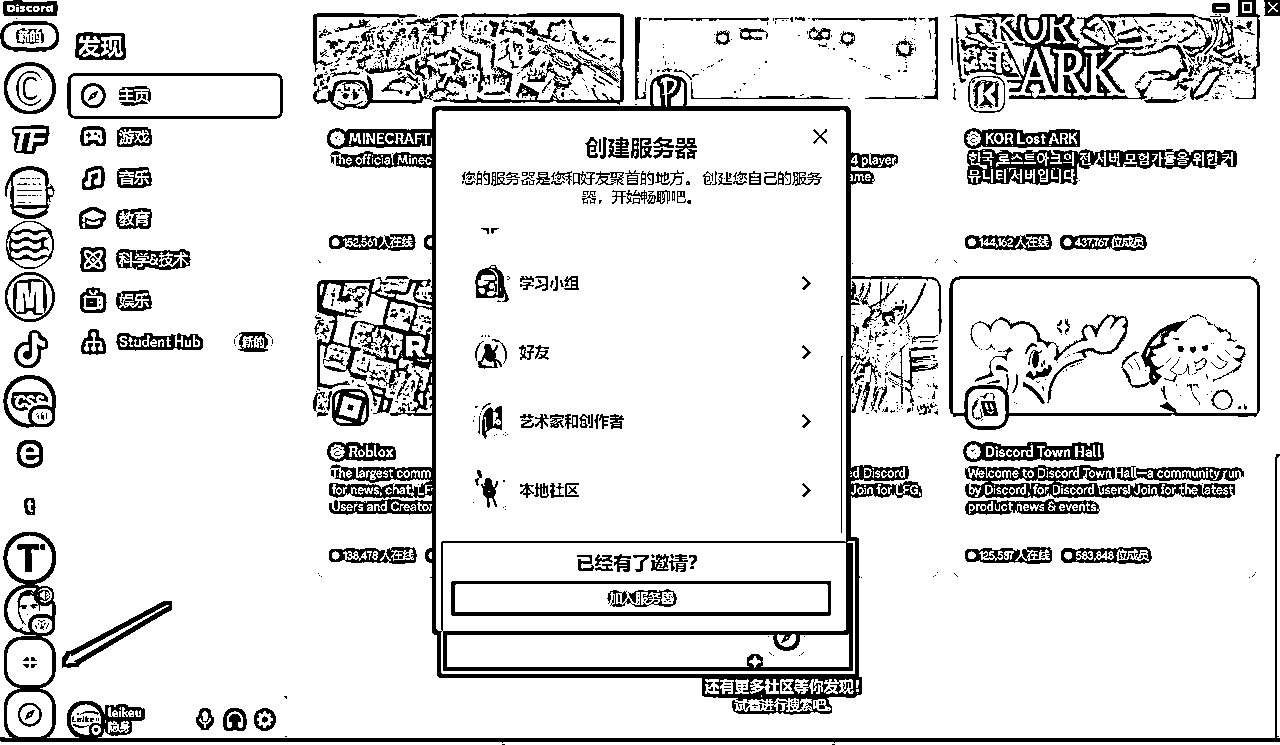 Discord
新的
发现
主页
TF
游戏
音乐
教育
科学&技术
娱乐
Student Hub
新的
M
CSC
e
t
T
leikeu
隐身
KOR
LOST ARK
MINECRAFT
The official Minec
152,561 人在线
4 player
ame.
KOR Lost ARK
한국 로스트아크의 전 서버 모험가들을 위한 커
뮤니티 서버입니다.
144,162 人在线
437,767 位成员
创建服务器
您的服务器是您和好友聚首的地方。创建您自己的服务
器，开始畅聊吧。
学习小组
好友
艺术家和创作者
本地社区
已经有了邀请？
加入服务器
Roblox
The largest comm
for news, chat, LF
Users and Creator
138,478 人在线
ed Discord
Join for LFG,
Discord Town Hall
Welcome to Discord Town Hall—a community run
by Discord, for Discord users! Join for the latest
product news & events.
125,597 人在线
583,848 位成员
还有更多社区等你发现！
试着进行搜索吧。